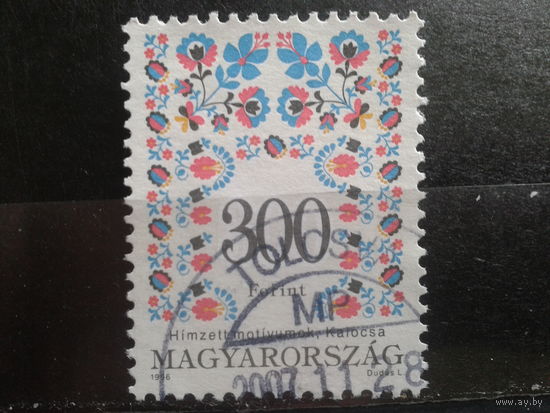 300
Forint
Hímzett motívumok, Kalocsa
MAGYARORSZÁG
1996 Dudás L.
MP
2007.11.28
www.ay.by